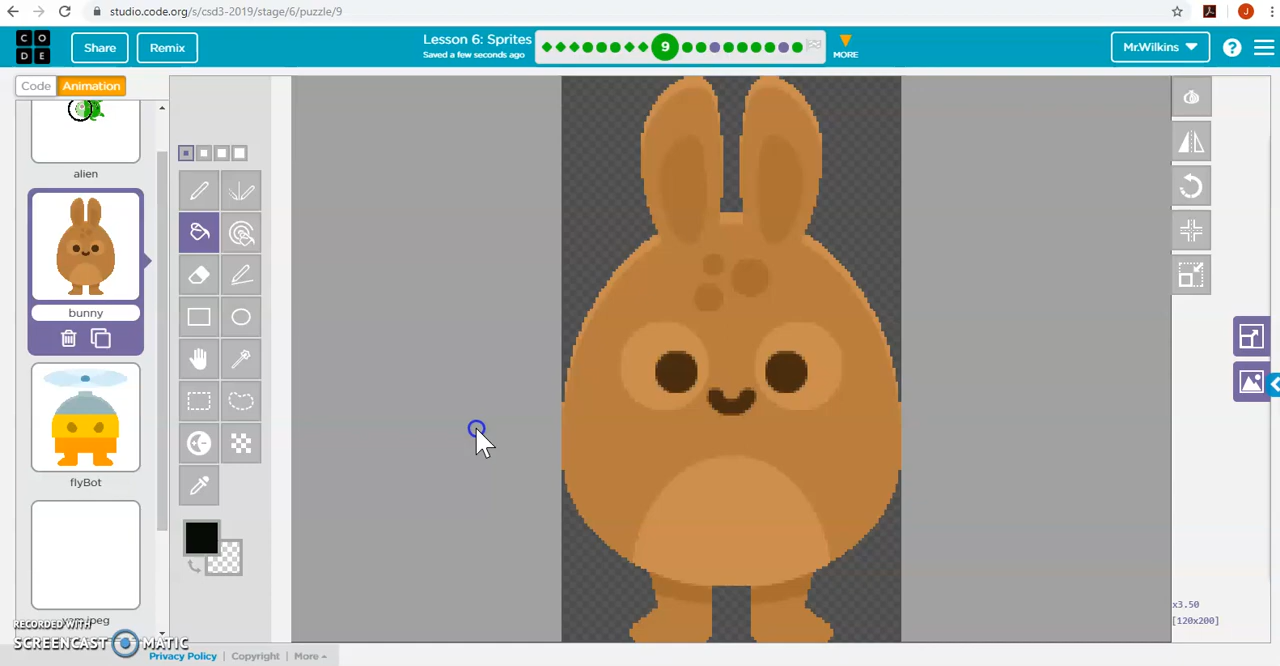 studio.code.org/s/csd3-2019/stage/6/puzzle/9
J
C O
D E
Share
Remix
Lesson 6: Sprites
Saved a few seconds ago
9
MORE
Mr.Wilkins
?
Code
Animation
alien
bunny
flyBot
x3.50
[120x200]
RECORDED WITH
SCREENCAST MATIC
Privacy Policy | Copyright | More